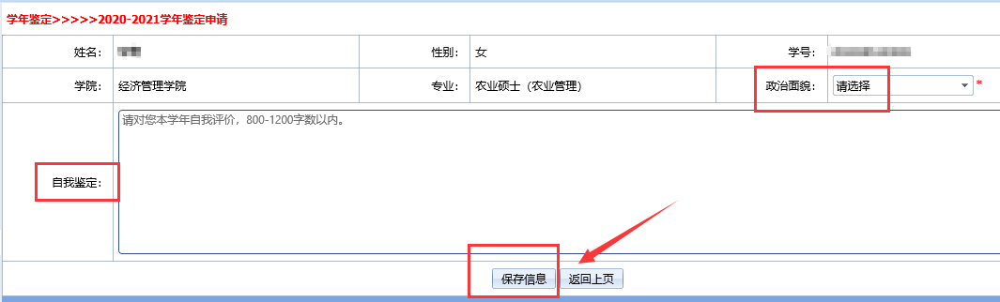 学年鉴定>>>>>2020-2021学年鉴定申请
姓名： 性别： 女 学号：
学院： 经济管理学院 专业： 农业硕士（农业管理） 政治面貌： 请选择 *
请对您本学年自我评价，800-1200字数以内。
自我鉴定：
保存信息 返回上页